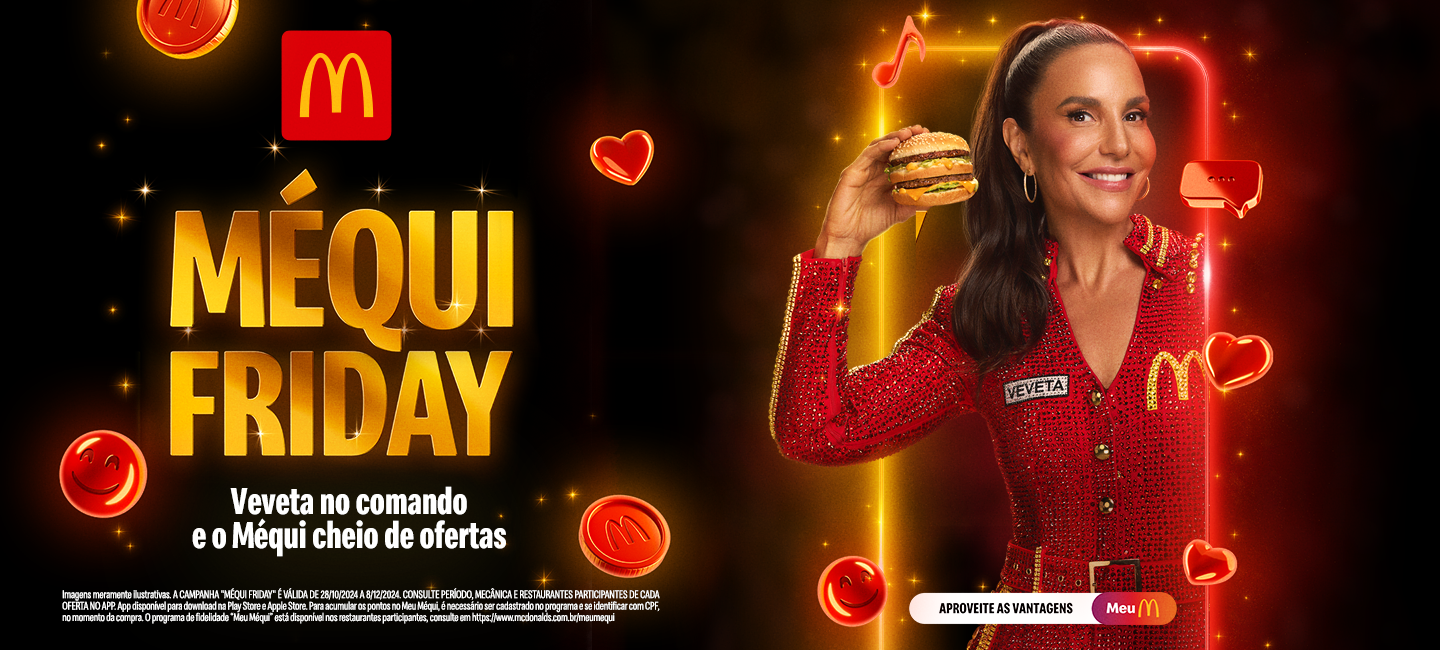 MÉQUI
FRIDAY
Veveta no comando
e o Méqui cheio de ofertas
Imagens meramente ilustrativas. A CAMPANHA "MÉQUI FRIDAY" É VÁLIDA DE 28/10/2024 A 8/12/2024. CONSULTE PERÍODO, MECÂNICA E RESTAURANTES PARTICIPANTES DE CADA
OFERTA NO APP. App disponível para download na Play Store e Apple Store. Para acumular os pontos no Meu Méqui, é necessário ser cadastrado no programa e se identificar com CPF,
no momento da compra. O programa de fidelidade "Meu Méqui" está disponível nos restaurantes participantes, consulte em https://www.mcdonalds.com.br/meumequi
VEVETA
APROVEITE AS VANTAGENS
Meu